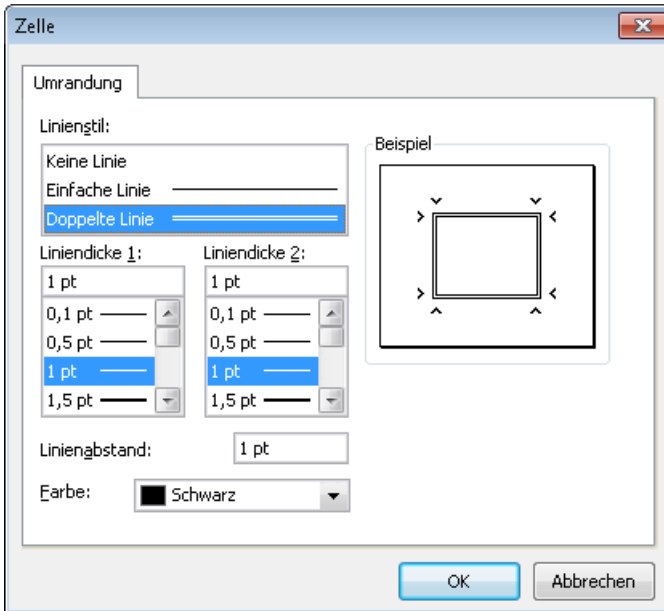 Zelle
Umrandung
Linienstil:
Keine Linie
Einfache Linie
Doppelte Linie
Liniendicke 1:
1 pt
0,1 pt
0,5 pt
1 pt
1,5 pt
Liniendicke 2:
1 pt
0,1 pt
0,5 pt
1 pt
1,5 pt
Linienabstand:
1 pt
Farbe:
Schwarz
Beispiel
OK
Abbrechen